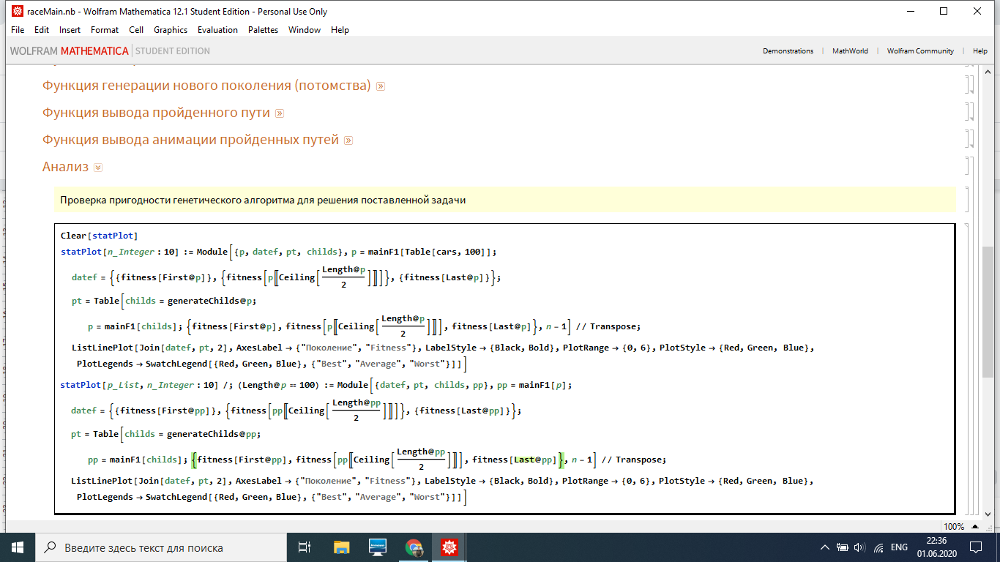 raceMain.nb - Wolfram Mathematica 12.1 Student Edition - Personal Use Only
File Edit Insert Format Cell Graphics Evaluation Palettes Window Help
WOLFRAM MATHEMATICA | STUDENT EDITION Demonstrations | MathWorld | Wolfram Community | Help
Функция генерации нового поколения (потомства)
Функция вывода пройденного пути
Функция вывода анимации пройденных путей
Анализ
Проверка пригодности генетического алгоритма для решения поставленной задачи
Clear[statPlot]
statPlot[n_Integer : 10] := Module[{p, datef, pt, childs}, p = mainF1[Table[cars, 100]];
datef = {{fitness[First@p]}, {fitness[p[[Ceiling[Length@p/2]]]]}, {fitness[Last@p]}};
pt = Table[childs = generateChilds@p;
p = mainF1[childs]; {fitness[First@p], fitness[p[[Ceiling[Length@p/2]]]], fitness[Last@p]}, n - 1] // Transpose;
ListLinePlot[Join[datef, pt, 2], AxesLabel → {"Поколение", "Fitness"}, LabelStyle → {Black, Bold}, PlotRange → {0, 6}, PlotStyle → {Red, Green, Blue},
PlotLegends → SwatchLegend[{Red, Green, Blue}, {"Best", "Average", "Worst"}]]]
statPlot[p_List, n_Integer : 10] /; (Length@p == 100) := Module[{datef, pt, childs, pp}, pp = mainF1[p];
datef = {{fitness[First@pp]}, {fitness[pp[[Ceiling[Length@pp/2]]]]}, {fitness[Last@pp]}};
pt = Table[childs = generateChilds@pp;
pp = mainF1[childs]; {fitness[First@pp], fitness[pp[[Ceiling[Length@pp/2]]]], fitness[Last@pp]}, n - 1] // Transpose;
ListLinePlot[Join[datef, pt, 2], AxesLabel → {"Поколение", "Fitness"}, LabelStyle → {Black, Bold}, PlotRange → {0, 6}, PlotStyle → {Red, Green, Blue},
PlotLegends → SwatchLegend[{Red, Green, Blue}, {"Best", "Average", "Worst"}]]]
100%
Введите здесь текст для поиска
ENG
22:36
01.06.2020